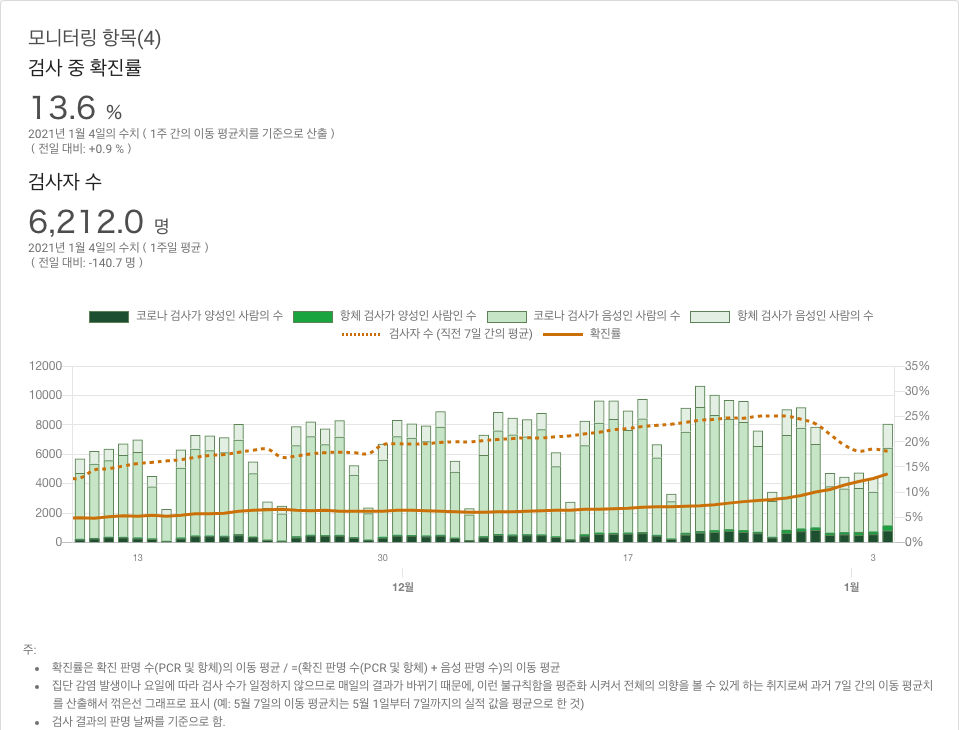 모니터링 항목(4)
검사 중 확진률
13.6 %
2021년 1월 4일의 수치 ( 1주 간의 이동 평균치를 기준으로 산출 )
( 전일 대비: +0.9 % )
검사자 수
6,212.0 명
2021년 1월 4일의 수치 ( 1주일 평균 )
( 전일 대비: -140.7 명 )
코로나 검사가 양성인 사람의 수 항체 검사가 양성인 사람인 수 코로나 검사가 음성인 사람의 수 항체 검사가 음성인 사람의 수
검사자 수 (직전 7일 간의 평균) 확진률
12000 35%
10000 30%
8000 25%
6000 20%
4000 15%
2000 10%
0 5%
0%
13 30 17 3
12월 1월
주:
• 확진률은 확진 판명 수(PCR 및 항체)의 이동 평균 / =(확진 판명 수(PCR 및 항체) + 음성 판명 수)의 이동 평균
• 집단 감염 발생이나 요일에 따라 검사 수가 일정하지 않으므로 매일의 결과가 바뀌기 때문에, 이런 불규칙함을 평준화 시켜서 전체의 의향을 볼 수 있게 하는 취지로써 과거 7일 간의 이동 평균치
를 산출해서 꺾은선 그래프로 표시 (예: 5월 7일의 이동 평균치는 5월 1일부터 7일까지의 실적 값을 평균으로 한 것)
• 검사 결과의 판명 날짜를 기준으로 함.